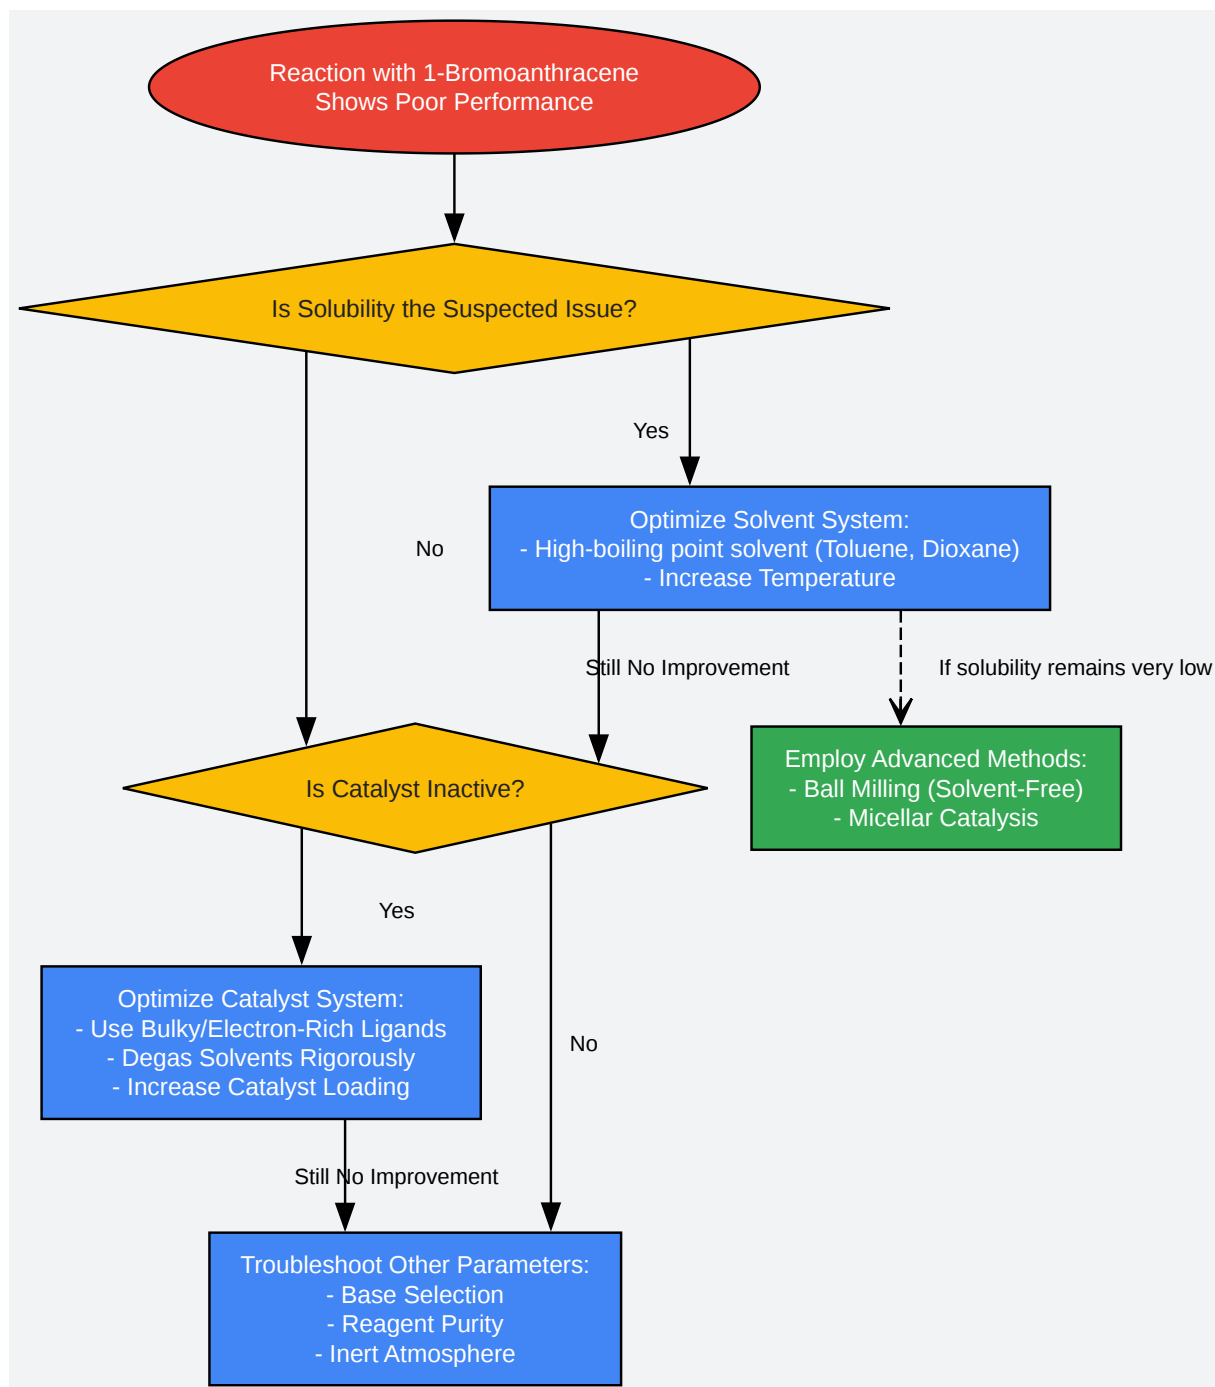 Reaction with 1-Bromoanthracene
Shows Poor Performance
Is Solubility the Suspected Issue?
Yes
No
Optimize Solvent System:
- High-boiling point solvent (Toluene, Dioxane)
- Increase Temperature
Still No Improvement
If solubility remains very low
Is Catalyst Inactive?
Employ Advanced Methods:
- Ball Milling (Solvent-Free)
- Micellar Catalysis
Yes
No
Optimize Catalyst System:
- Use Bulky/Electron-Rich Ligands
- Degas Solvents Rigorously
- Increase Catalyst Loading
Still No Improvement
Troubleshoot Other Parameters:
- Base Selection
- Reagent Purity
- Inert Atmosphere